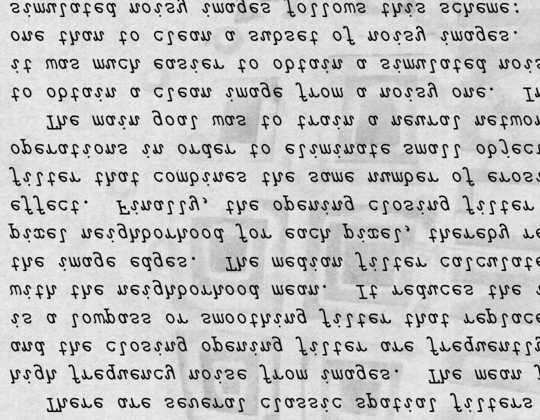 There are several classic spatial filters
high frequency noise from images. The mean f
and the closing opening filter are frequently
is a lowpass or smoothing filter that replace
with the neighborhood mean. It reduces the i
the image edges. The median filter calculate
pixel neighborhood for each pixel, thereby re
effect. Finally, the opening closing filter
filter that combines the same number of erosi
operations in order to eliminate small object
The main goal was to train a neural networ
to obtain a clean image from a noisy one. In
it was much easier to obtain a simulated nois
one than to clean a subset of noisy images.
simulated noisy images follows this scheme: